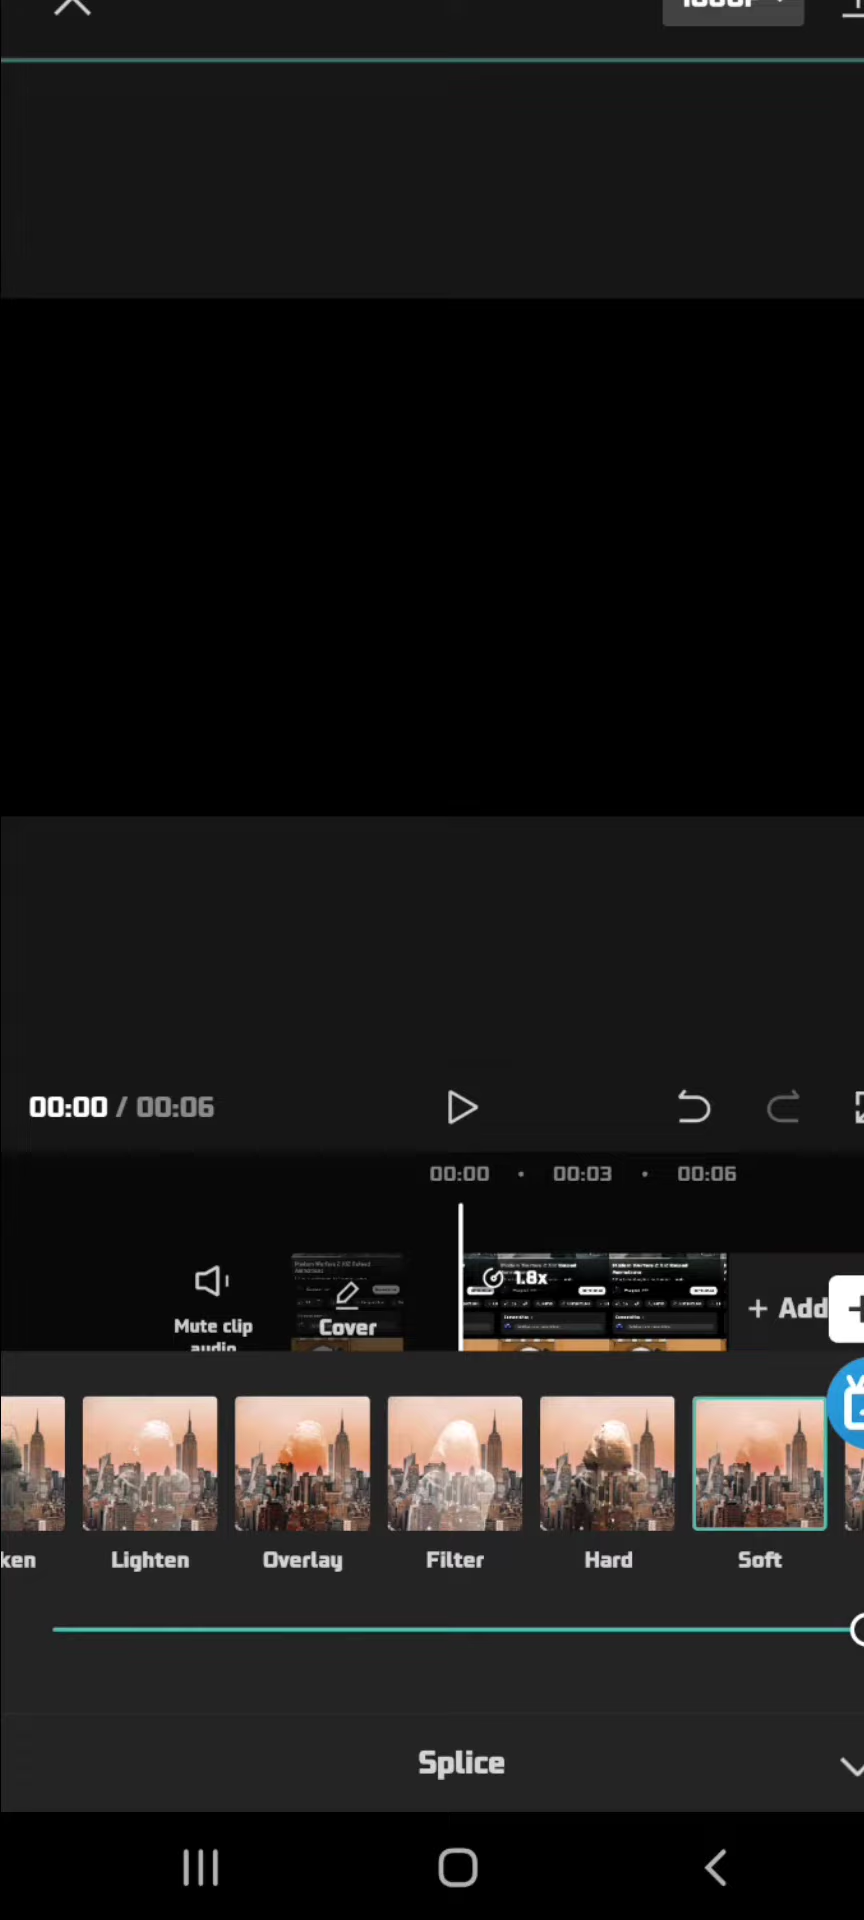 00:00 / 00:06
00:00 • 00:03 • 00:06
1.8x
Mute clip
audio
Cover
+ Add
ken
Lighten
Overlay
Filter
Hard
Soft
Splice